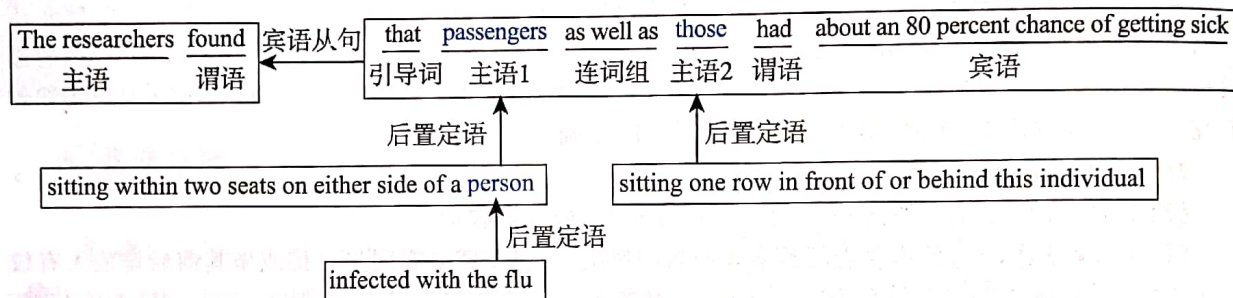 The researchers found 宾语从句 that passengers as well as those had about an 80 percent chance of getting sick
主语 谓语 引导词 主语1 连词组 主语2 谓语 宾语
后置定语 后置定语
sitting within two seats on either side of a person sitting one row in front of or behind this individual
后置定语
infected with the flu